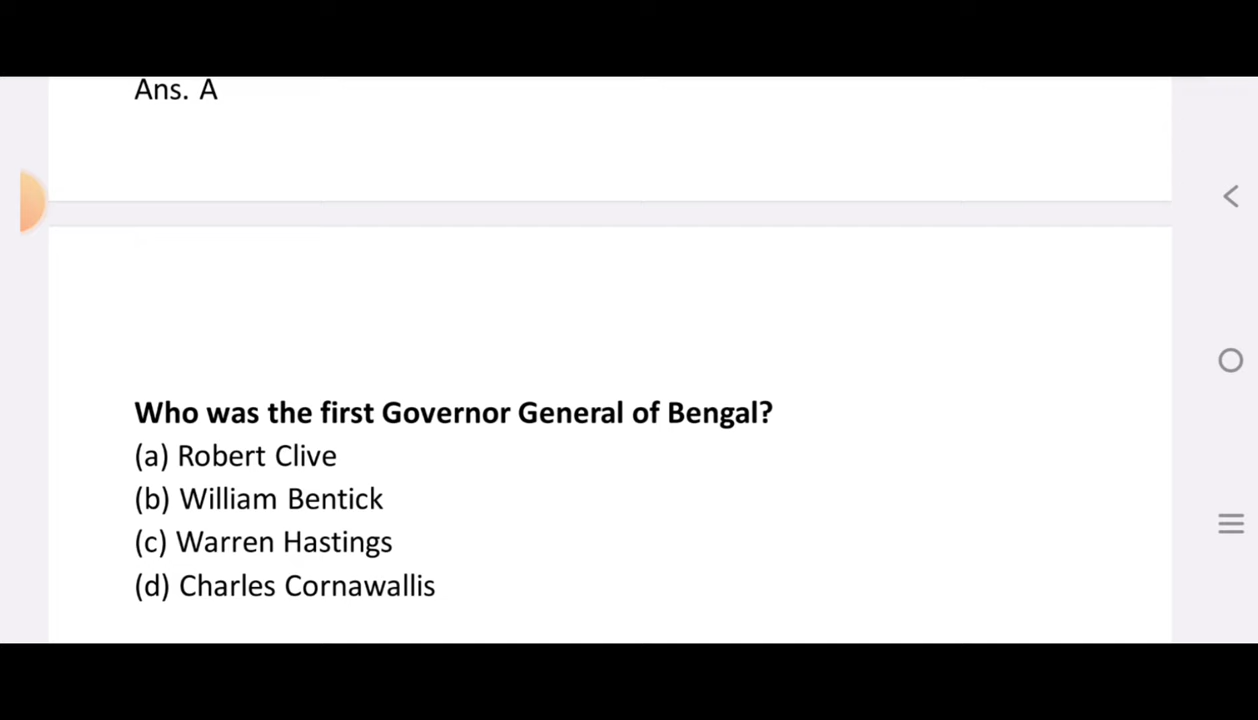 Ans. A
Who was the first Governor General of Bengal?
(a) Robert Clive
(b) William Bentick
(c) Warren Hastings
(d) Charles Cornawallis